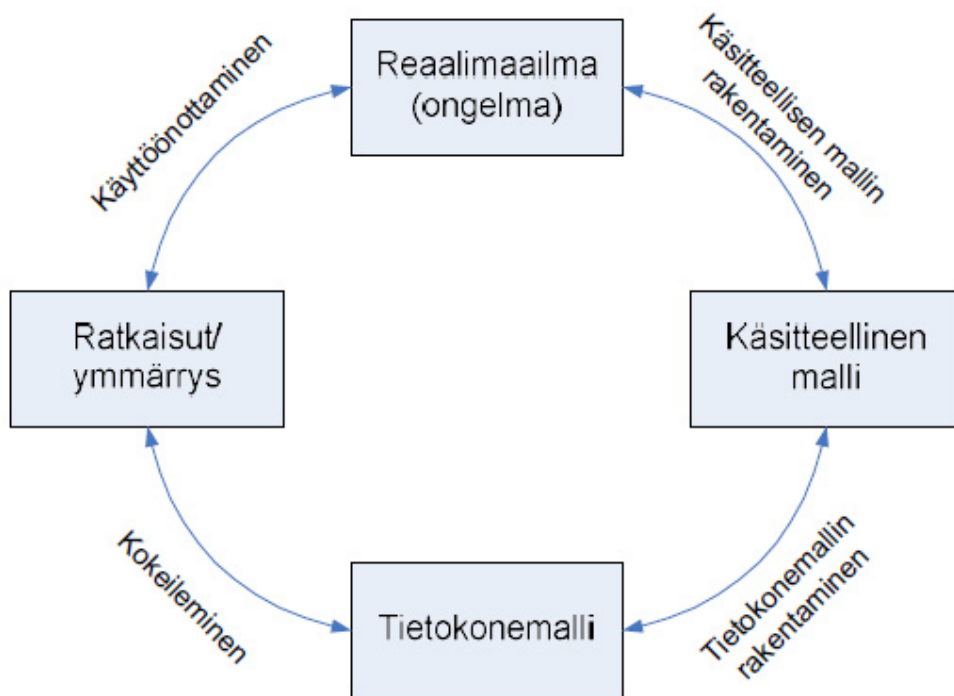 Reaalimaailma
(ongelma)
Käsitteellisen mallin
rakentaminen
Käsitteellinen
malli
Tietokonemallin
rakentaminen
Tietokonemalli
Kokeileminen
Ratkaisut/
ymmärrys
Käyttöönottaminen